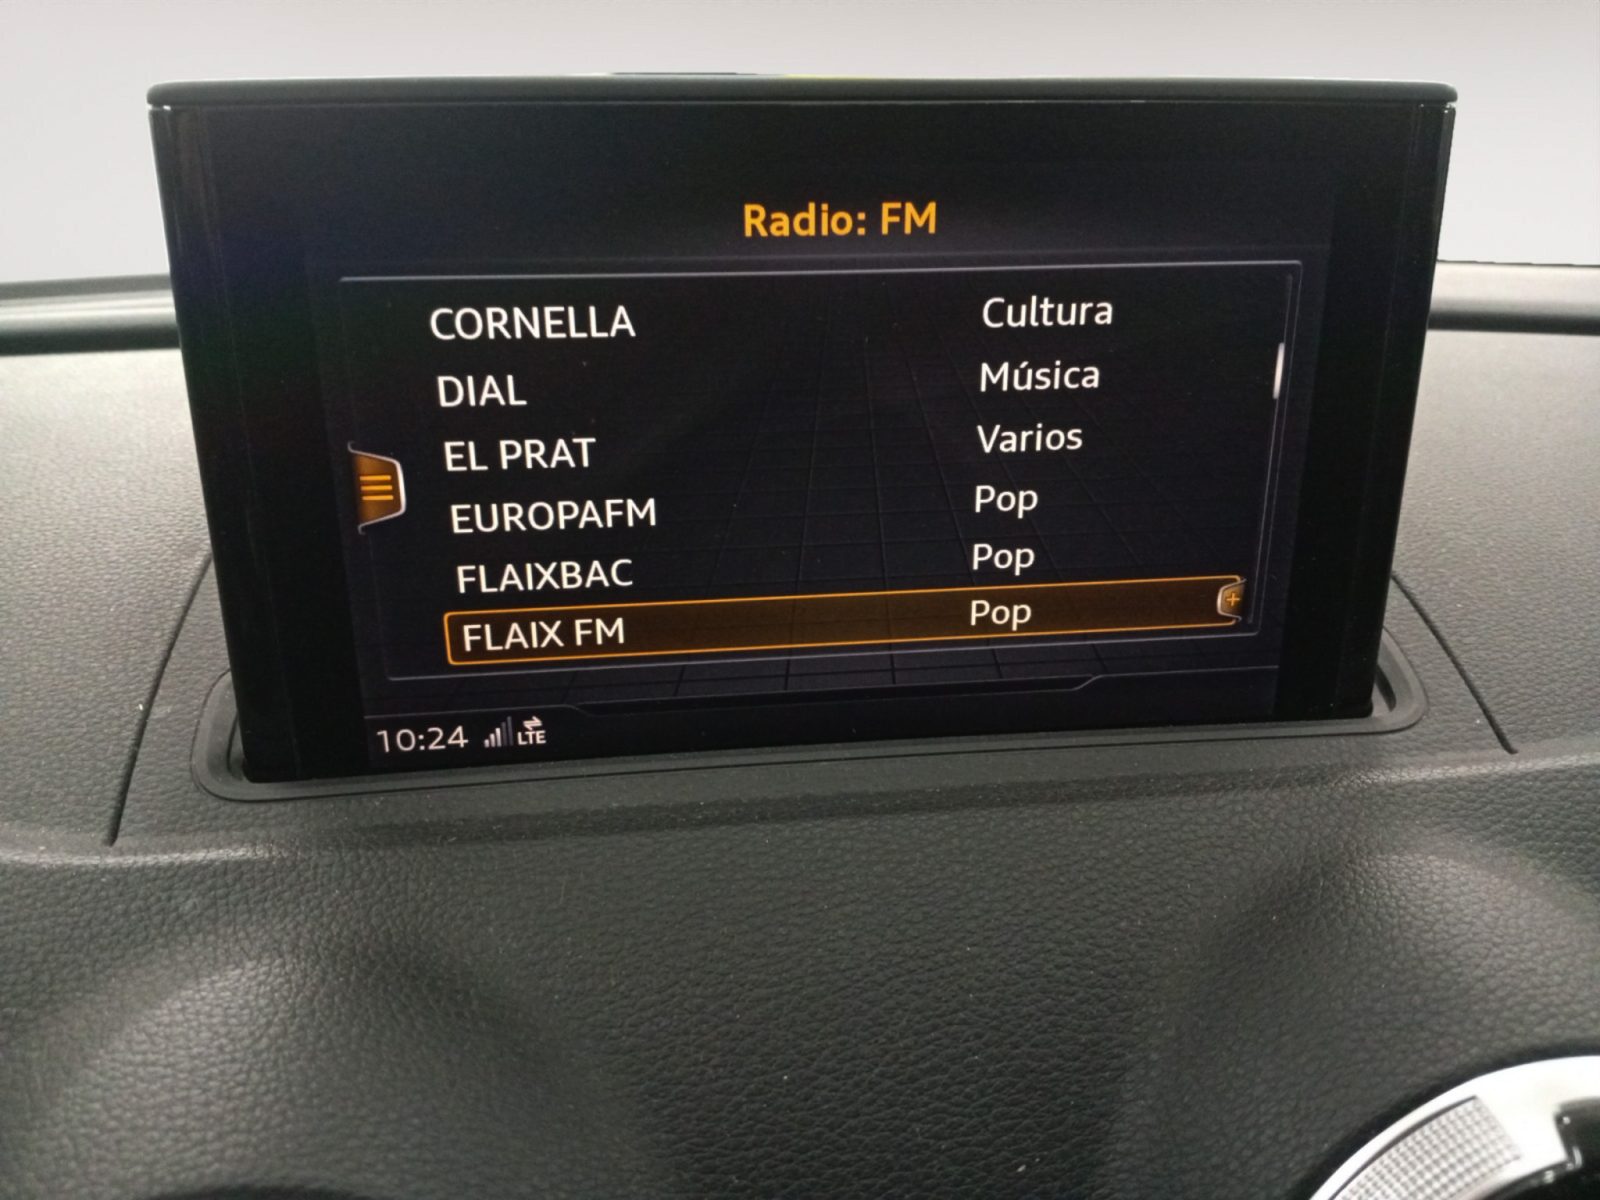 Radio: FM
CORNELLA Cultura
DIAL Música
EL PRAT Varios
EUROPAFM Pop
FLAIXBAC Pop
FLAIX FM Pop
10:24 LTE